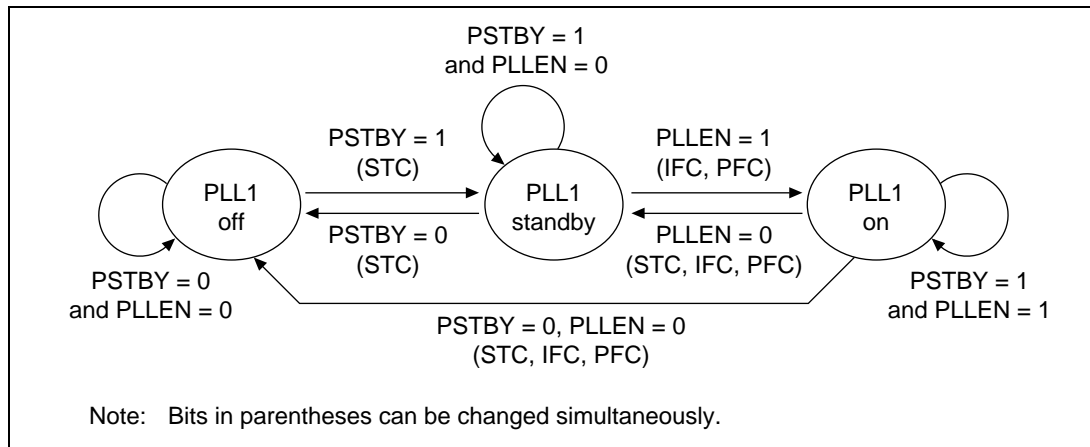 PSTBY = 1
and PLLEN = 0
PSTBY = 1
(STC)
PLLEN = 1
(IFC, PFC)
PLL1
off
PLL1
standby
PLL1
on
PSTBY = 0
(STC)
PLLEN = 0
(STC, IFC, PFC)
PSTBY = 0
and PLLEN = 0
PSTBY = 1
and PLLEN = 1
PSTBY = 0, PLLEN = 0
(STC, IFC, PFC)
Note: Bits in parentheses can be changed simultaneously.